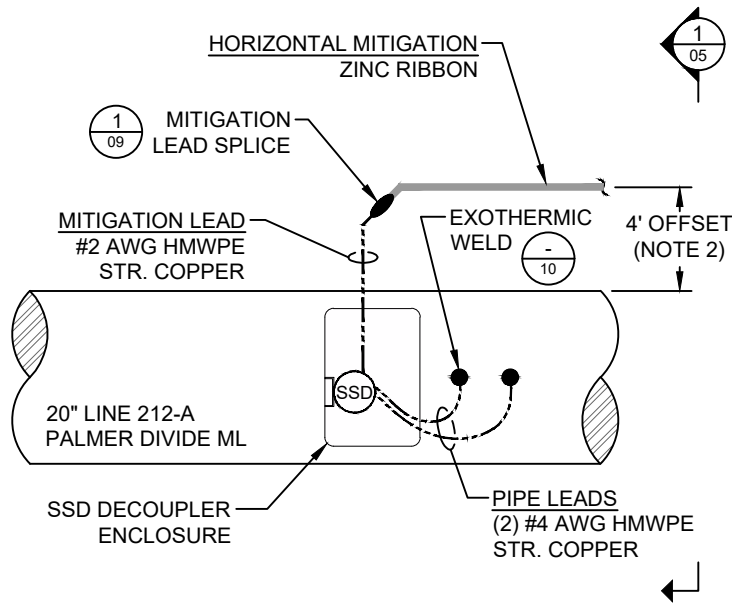 HORIZONTAL MITIGATION
ZINC RIBBON
1
05
1
09
MITIGATION
LEAD SPLICE
MITIGATION LEAD
#2 AWG HMWPE
STR. COPPER
EXOTHERMIC
WELD
-
10
4' OFFSET
(NOTE 2)
SSD
20" LINE 212-A
PALMER DIVIDE ML
SSD DECOUPLER
ENCLOSURE
PIPE LEADS
(2) #4 AWG HMWPE
STR. COPPER